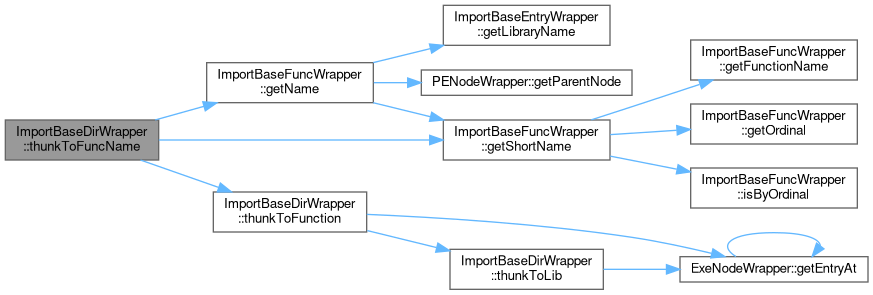 ImportBaseDirWrapper
::thunkToFuncName
ImportBaseFuncWrapper
::getName
ImportBaseEntryWrapper
::getLibraryName
PENodeWrapper::getParentNode
ImportBaseFuncWrapper
::getShortName
ImportBaseFuncWrapper
::getFunctionName
ImportBaseFuncWrapper
::getOrdinal
ImportBaseFuncWrapper
::isByOrdinal
ImportBaseDirWrapper
::thunkToFunction
ImportBaseDirWrapper
::thunkToLib
ExeNodeWrapper::getEntryAt